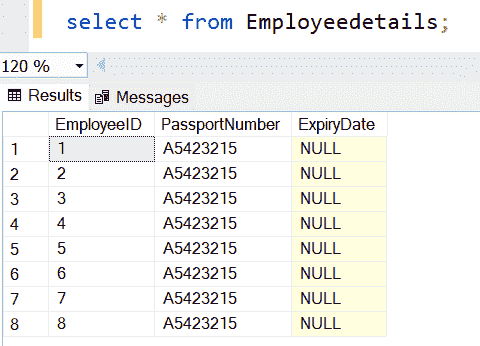 select * from Employeedetails;
120 %
Results Messages
EmployeeID PassportNumber ExpiryDate
1 1 A5423215 NULL
2 2 A5423215 NULL
3 3 A5423215 NULL
4 4 A5423215 NULL
5 5 A5423215 NULL
6 6 A5423215 NULL
7 7 A5423215 NULL
8 8 A5423215 NULL